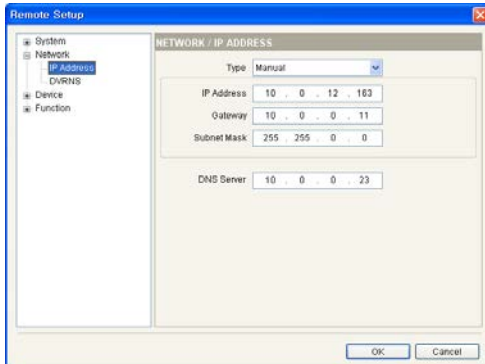 Remote Setup
System
Network
IP Address
DVRNS
Device
Function
NETWORK / IP ADDRESS
Type Manual
IP Address 10 . 0 . 12 . 163
Gateway 10 . 0 . 0 . 11
Subnet Mask 255 . 255 . 0 . 0
DNS Server 10 . 0 . 0 . 23
OK Cancel